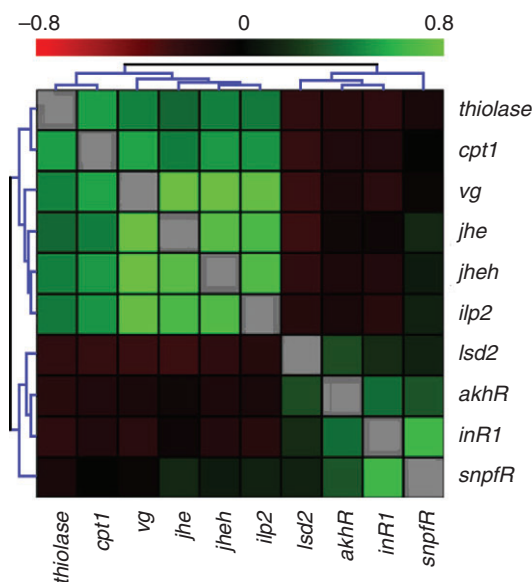 −0.8 0 0.8
thiolase
cpt1
vg
jhe
jheh
ilp2
lsd2
akhR
inR1
snpfR
thiolase cpt1 vg jhe jheh ilp2 lsd2 akhR inR1 snpfR